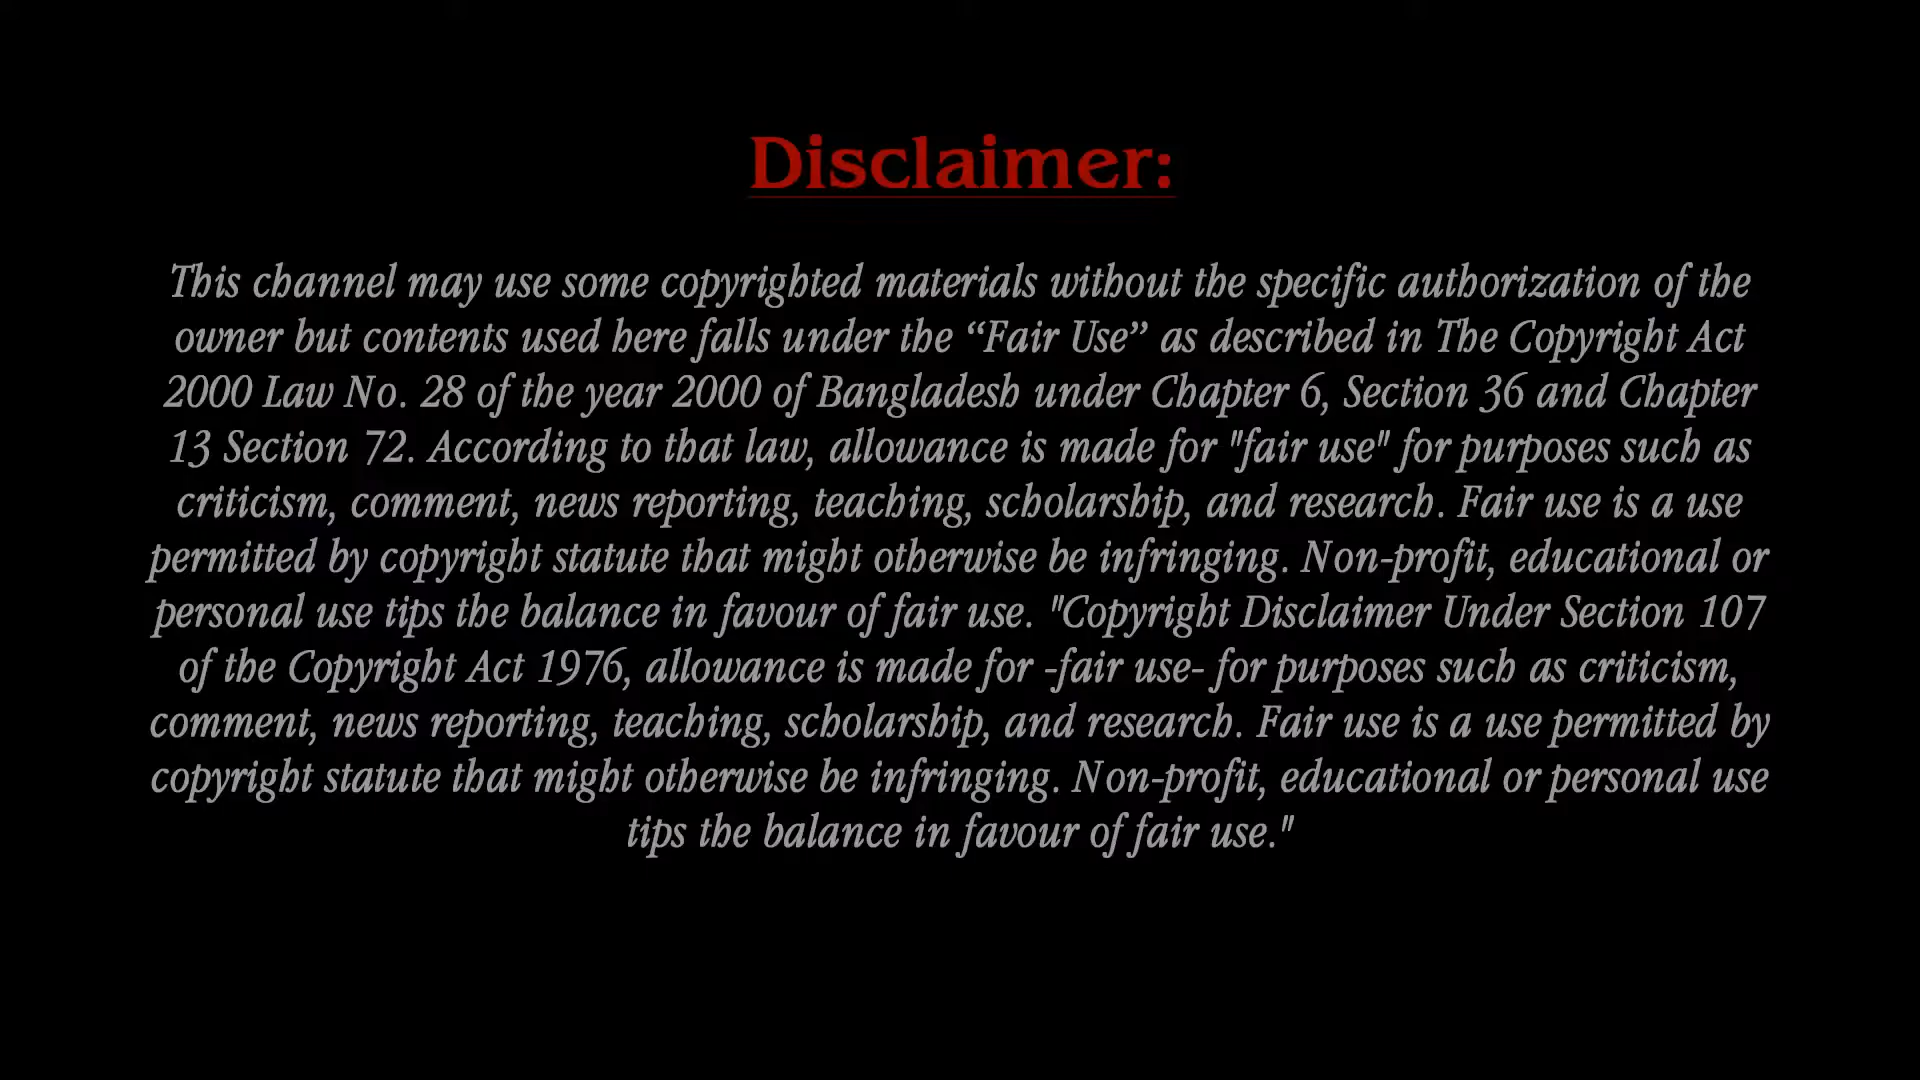 Disclaimer:
This channel may use some copyrighted materials without the specific authorization of the
owner but contents used here falls under the “Fair Use” as described in The Copyright Act
2000 Law No. 28 of the year 2000 of Bangladesh under Chapter 6, Section 36 and Chapter
13 Section 72. According to that law, allowance is made for "fair use" for purposes such as
criticism, comment, news reporting, teaching, scholarship, and research. Fair use is a use
permitted by copyright statute that might otherwise be infringing. Non-profit, educational or
personal use tips the balance in favour of fair use. "Copyright Disclaimer Under Section 107
of the Copyright Act 1976, allowance is made for -fair use- for purposes such as criticism,
comment, news reporting, teaching, scholarship, and research. Fair use is a use permitted by
copyright statute that might otherwise be infringing. Non-profit, educational or personal use
tips the balance in favour of fair use."